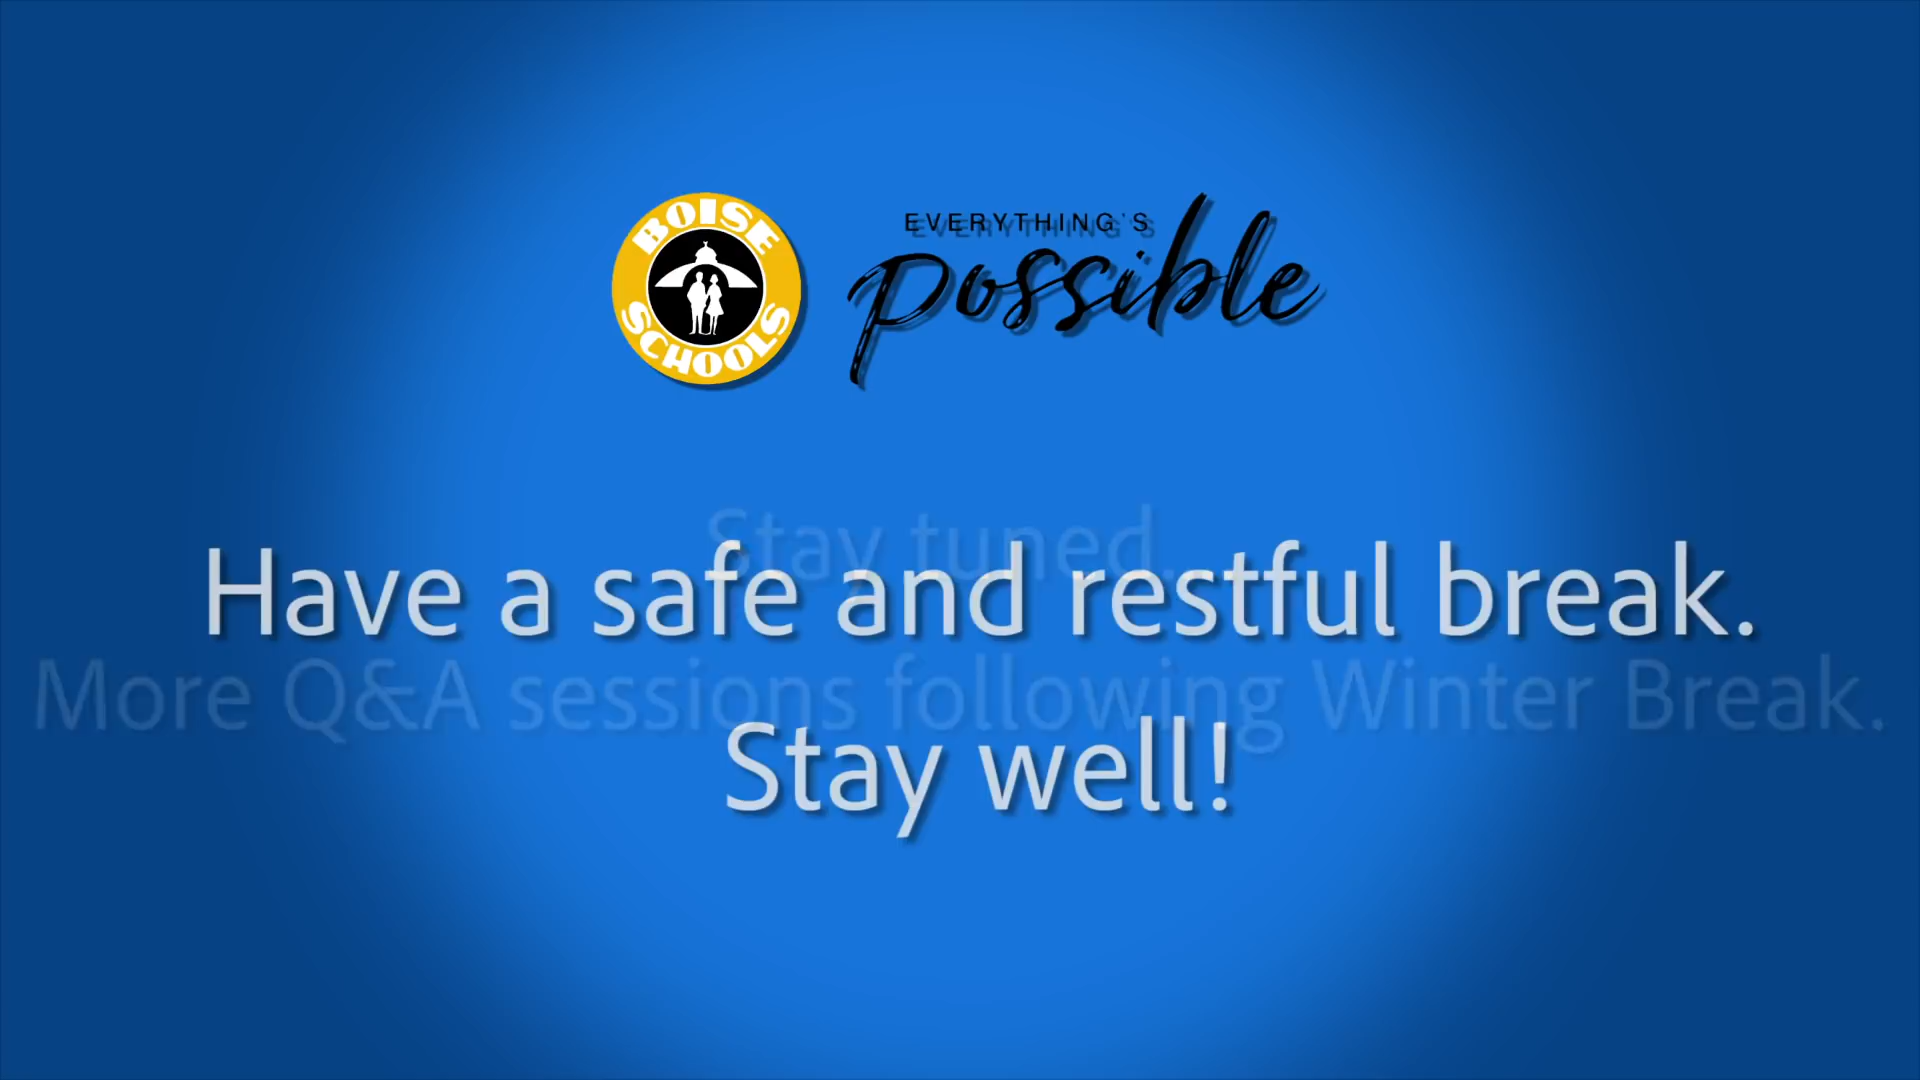 BOISE
SCHOOLS
EVERYTHING'S
possible
Stay tuned...
Have a safe and restful break.
More Q&A sessions following Winter Break.
Stay well!